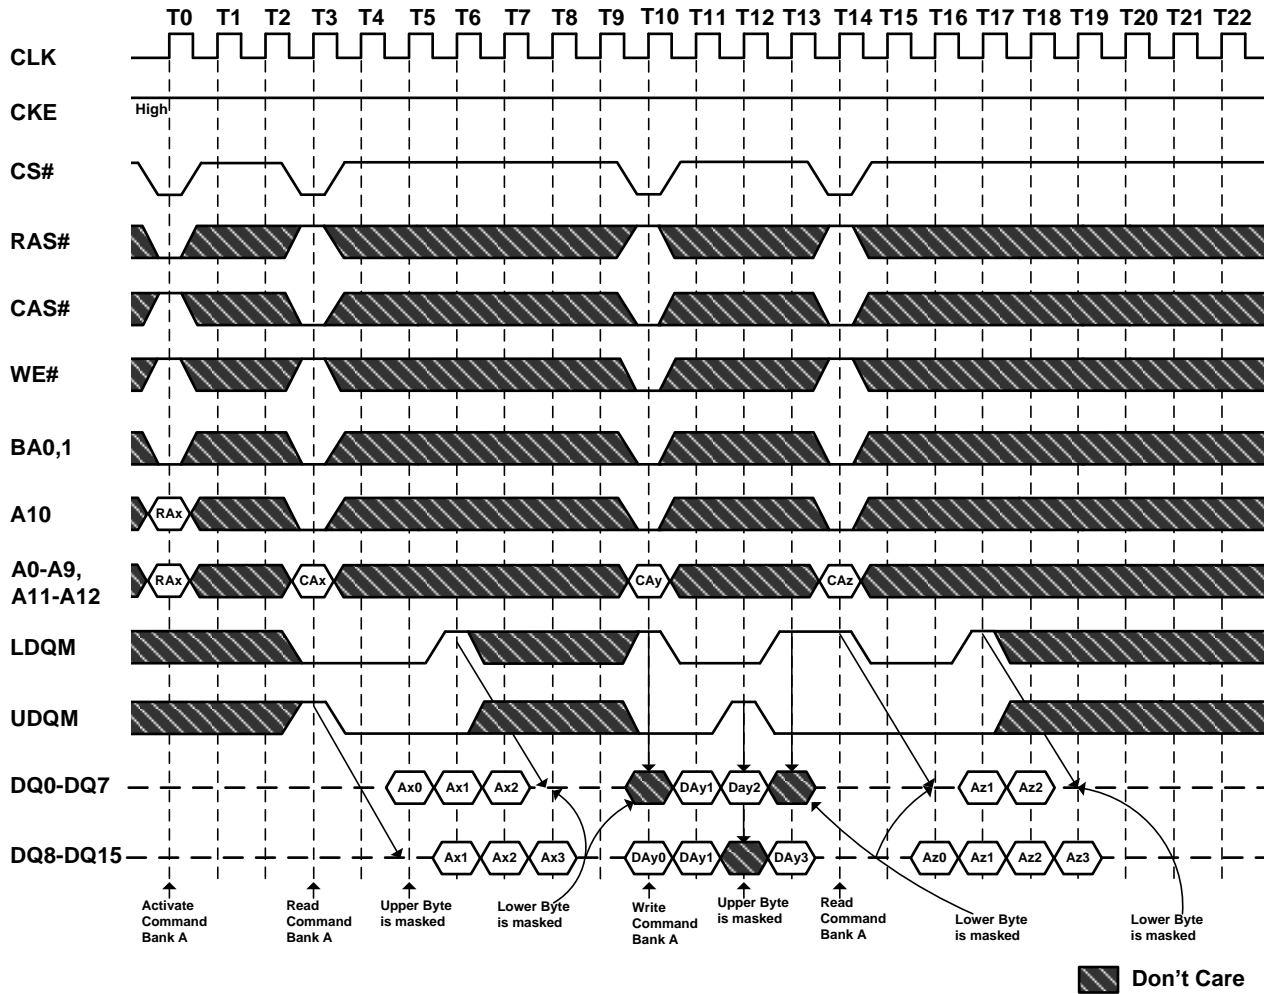 T0 T1 T2 T3 T4 T5 T6 T7 T8 T9 T10 T11 T12 T13 T14 T15 T16 T17 T18 T19 T20 T21 T22
CLK
CKE
High
CS#
RAS#
CAS#
WE#
BA0,1
A10
RAx
A0-A9,
A11-A12
RAx CAx CAy CAz
LDQM
UDQM
DQ0-DQ7
Ax0 Ax1 Ax2 DAy1 Day2 Az1 Az2
DQ8-DQ15
Ax1 Ax2 Ax3 DAy0 DAy1 DAy3 Az0 Az1 Az2 Az3
Activate
Command
Bank A
Read
Command
Bank A
Upper Byte
is masked
Lower Byte
is masked
Write
Command
Bank A
Upper Byte
is masked
Read
Command
Bank A
Lower Byte
is masked
Lower Byte
is masked
Don't Care